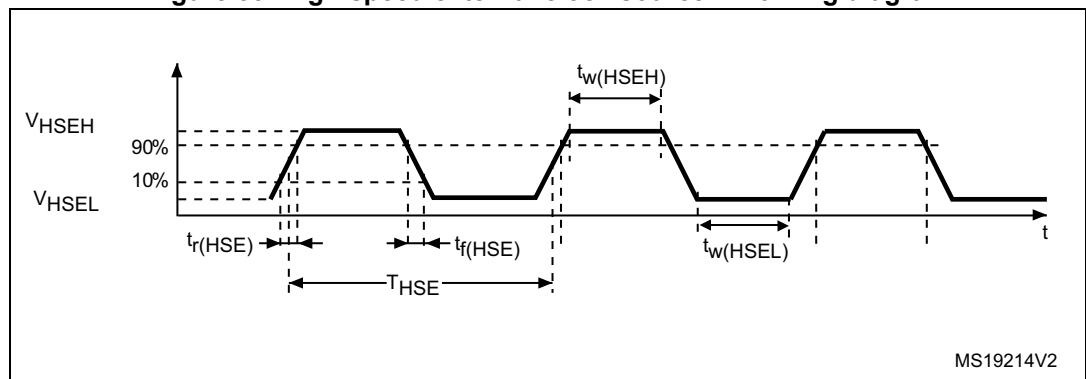 tw(HSEH)
VHSEH
90%
10%
VHSEL
tr(HSE)
tf(HSE)
tw(HSEL)
t
THSE
MS19214V2